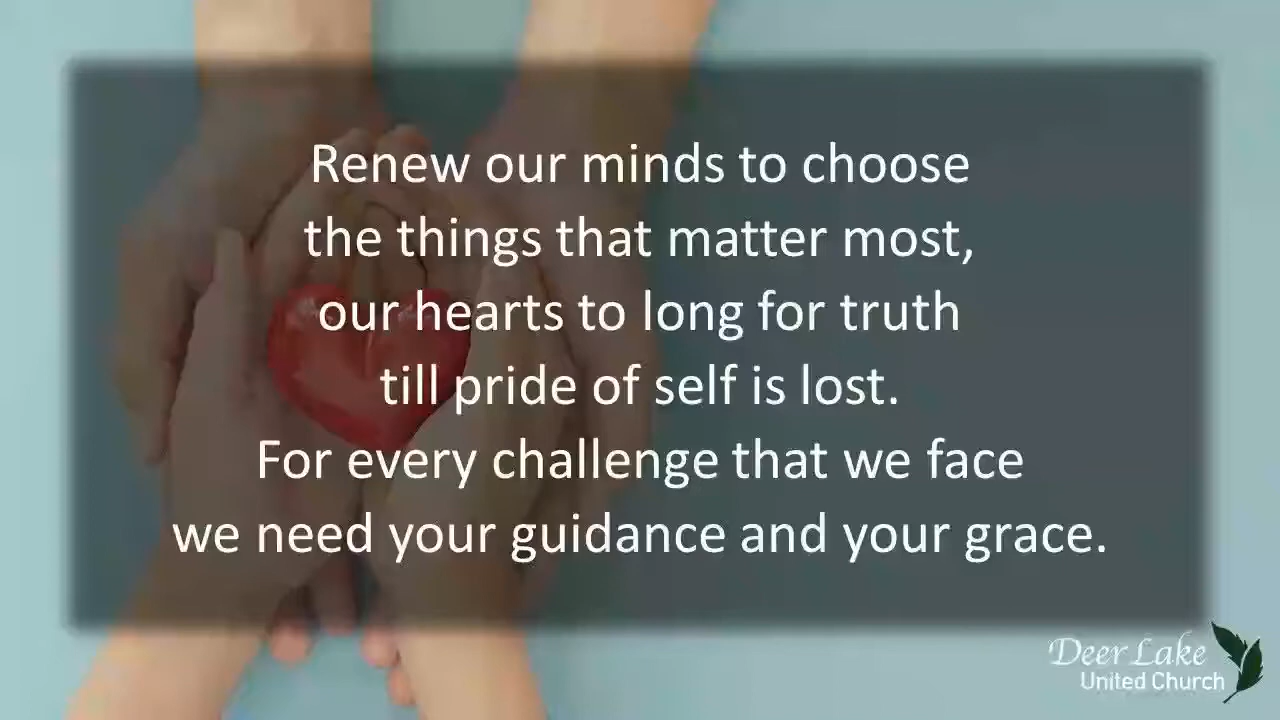 Renew our minds to choose
the things that matter most,
our hearts to long for truth
till pride of self is lost.
For every challenge that we face
we need your guidance and your grace.
Deer Lake
United Church